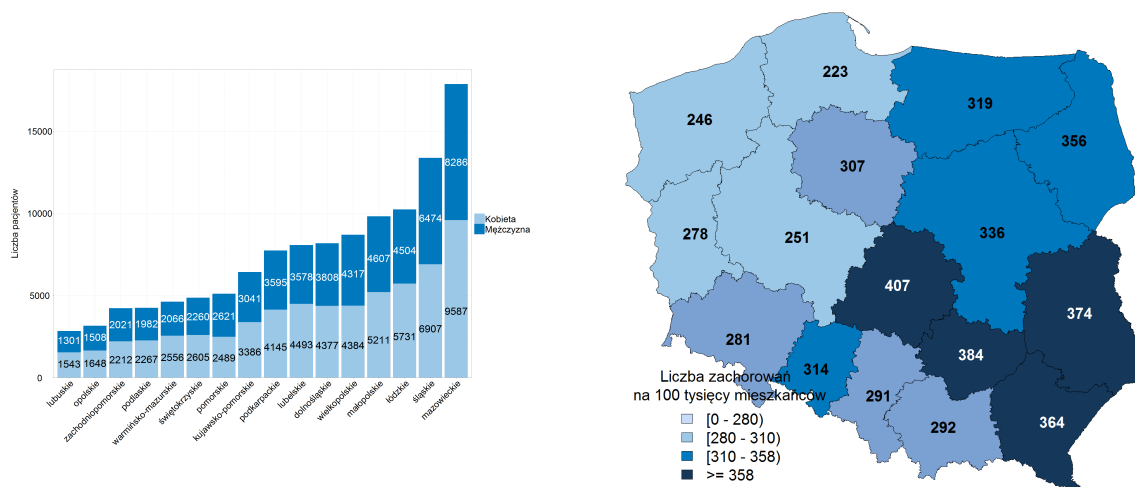 15000
10000
5000
0
Liczba pacjentów
8286
6474
4504
4607
4317
3808
3578
3595
3041
2621
2260
2066
1982
2021
1508
1301
1543
1648
2212
2267
2556
2605
2489
3386
4145
4493
4377
4384
5211
5731
6907
9587
Kobieta
Mężczyzna
lubuskie
opolskie
zachodniopomorskie
podlaskie
warmińsko-mazurskie
świętokrzyskie
pomorskie
kujawsko-pomorskie
podkarpackie
lubelskie
dolnośląskie
wielkopolskie
małopolskie
łódzkie
śląskie
mazowieckie
223
319
246
356
307
278
251
336
407
374
281
384
314
291
364
292
Liczba zachorowań
na 100 tysięcy mieszkańców
[0 - 280)
[280 - 310)
[310 - 358)
>= 358